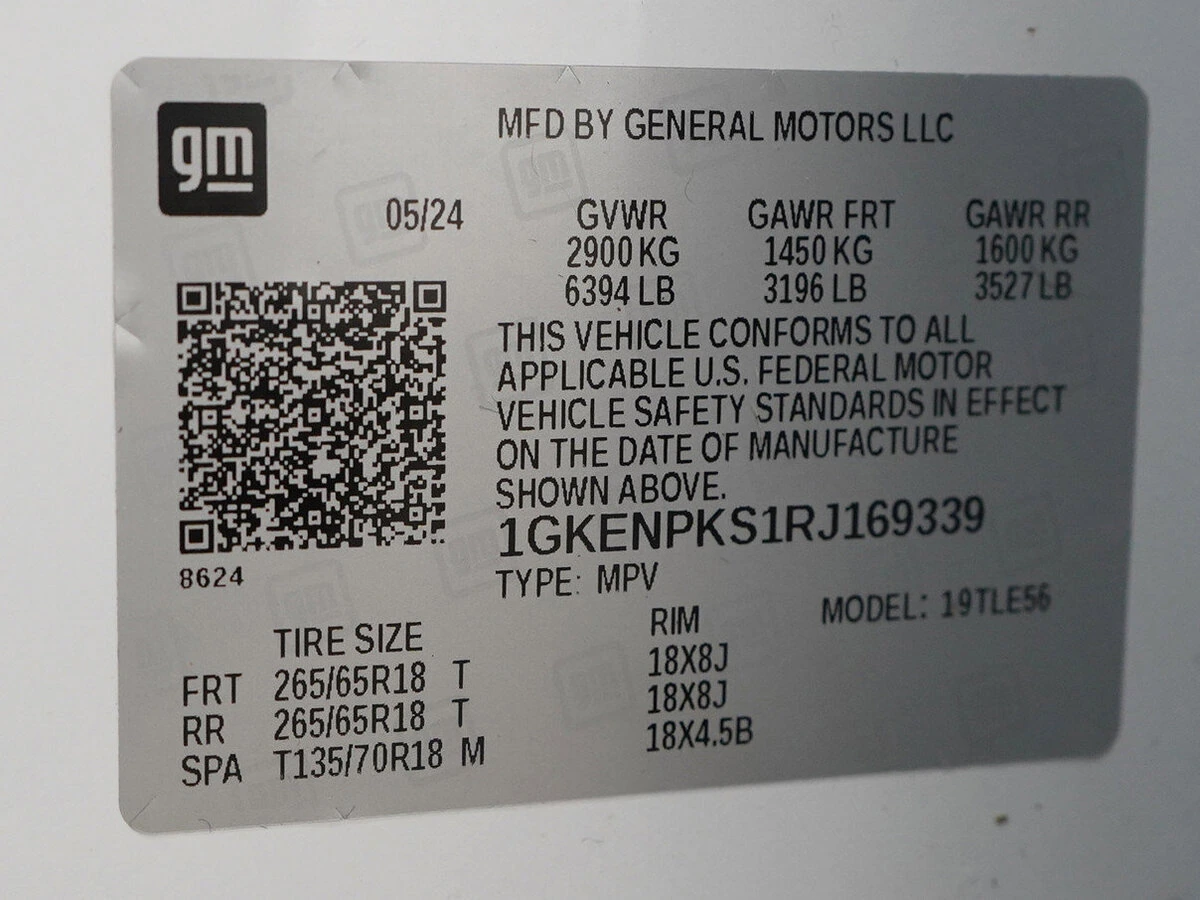 gm
MFD BY GENERAL MOTORS LLC
05/24 GVWR GAWR FRT GAWR RR
2900 KG 1450 KG 1600 KG
6394 LB 3196 LB 3527 LB
THIS VEHICLE CONFORMS TO ALL
APPLICABLE U.S. FEDERAL MOTOR
VEHICLE SAFETY STANDARDS IN EFFECT
ON THE DATE OF MANUFACTURE
SHOWN ABOVE.
1GKENPKS1RJ169339
8624
TYPE: MPV MODEL: 19TLE56
TIRE SIZE RIM
FRT 265/65R18 T 18X8J
RR 265/65R18 T 18X8J
SPA T135/70R18 M 18X4.5B